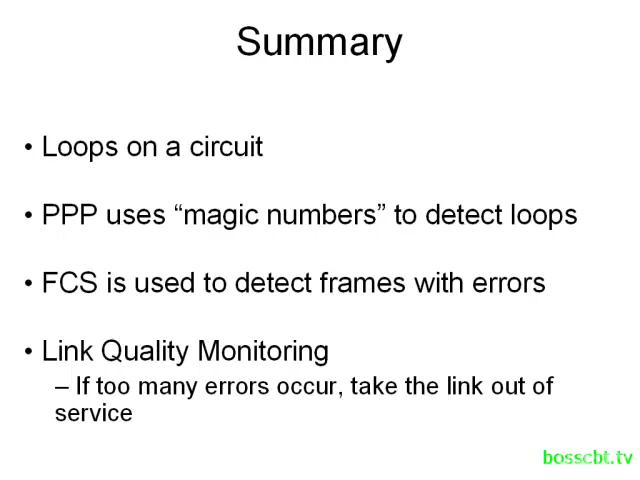 Summary
• Loops on a circuit
• PPP uses “magic numbers” to detect loops
• FCS is used to detect frames with errors
• Link Quality Monitoring
– If too many errors occur, take the link out of
service
bosscbt.tv